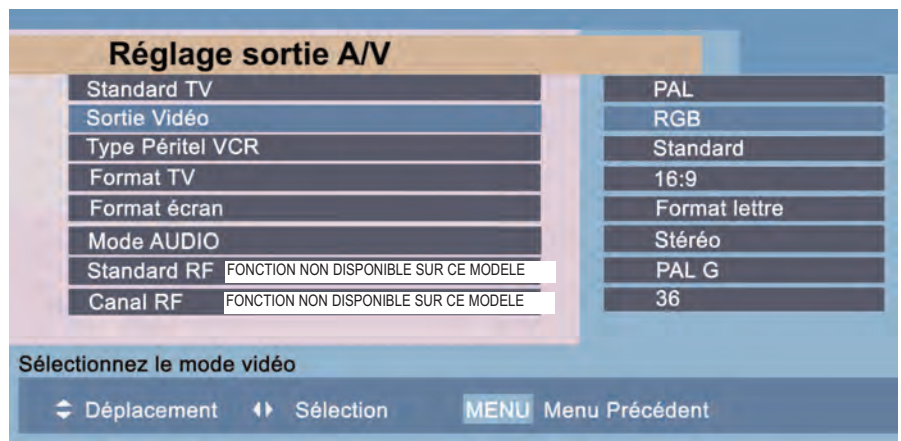 Réglage sortie A/V
Standard TV PAL
Sortie Vidéo RGB
Type Péritel VCR Standard
Format TV 16:9
Format écran Format lettre
Mode AUDIO Stéréo
Standard RF FONCTION NON DISPONIBLE SUR CE MODELE PAL G
Canal RF FONCTION NON DISPONIBLE SUR CE MODELE 36
Sélectionnez le mode vidéo
Déplacement Sélection MENU Menu Précédent